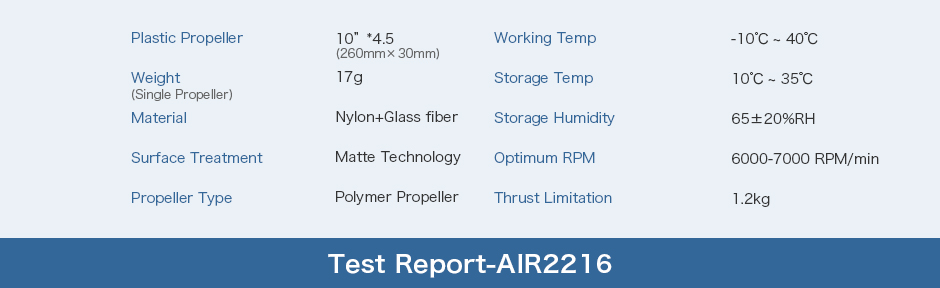 Plastic Propeller 10" *4.5 Working Temp -10℃ ~ 40℃
(260mm×30mm)
Weight 17g Storage Temp 10℃ ~ 35℃
(Single Propeller)
Material Nylon+Glass fiber Storage Humidity 65±20%RH
Surface Treatment Matte Technology Optimum RPM 6000-7000 RPM/min
Propeller Type Polymer Propeller Thrust Limitation 1.2kg
Test Report-AIR2216